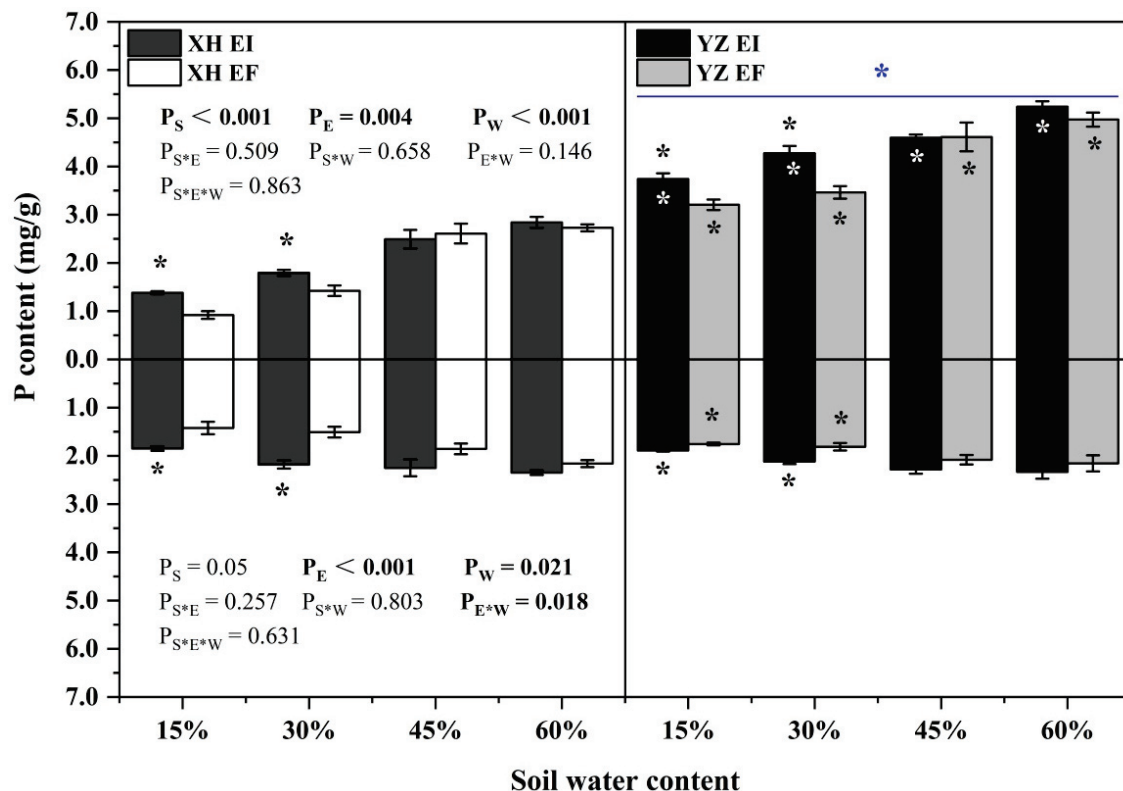 P content (mg/g)
7.0
6.0
5.0
4.0
3.0
2.0
1.0
0.0
1.0
2.0
3.0
4.0
5.0
6.0
7.0
XH EI
XH EF
P_S < 0.001 P_E = 0.004 P_W < 0.001
P_S*E = 0.509 P_S*W = 0.658 P_E*W = 0.146
P_S*E*W = 0.863
* *
* *
P_S = 0.05 P_E < 0.001 P_W = 0.021
P_S*E = 0.257 P_S*W = 0.803 P_E*W = 0.018
P_S*E*W = 0.631
YZ EI
YZ EF
*
* *
* * * * * * * *
* *
* *
15% 30% 45% 60% 15% 30% 45% 60%
Soil water content